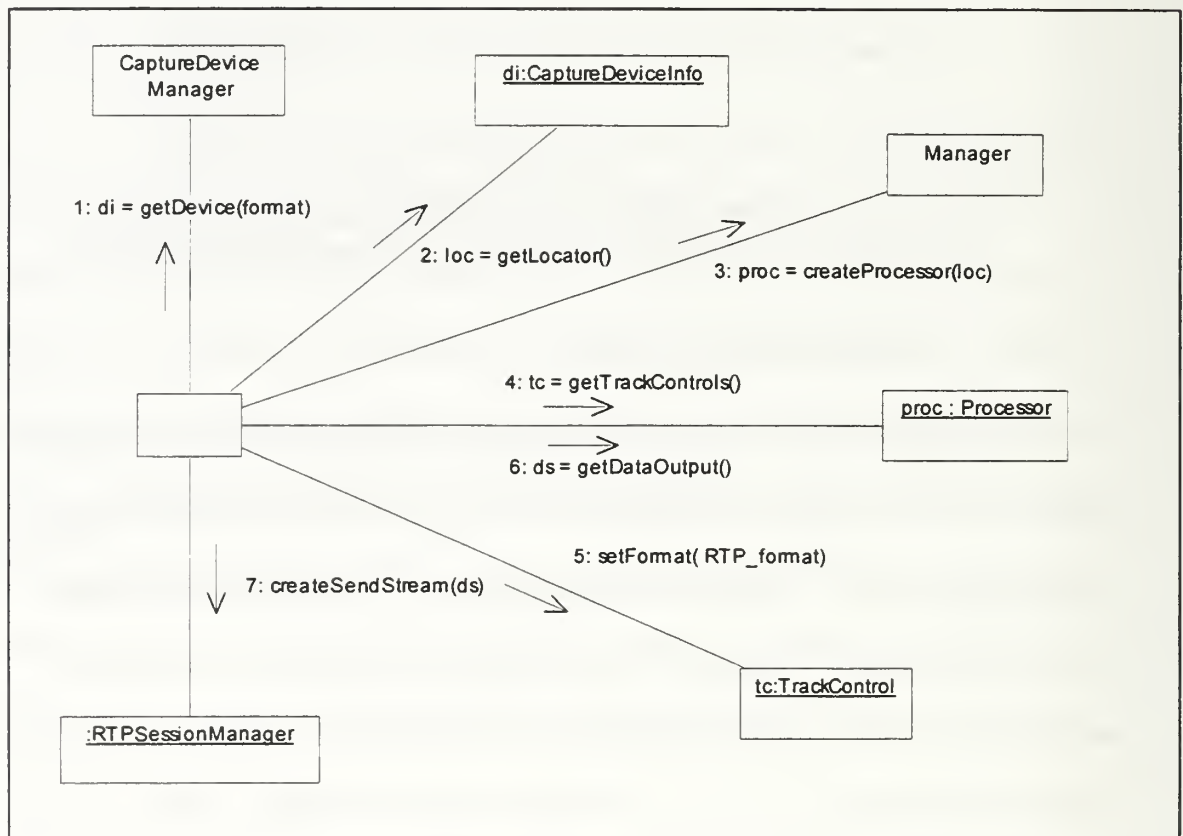 CaptureDevice
Manager
di:CaptureDeviceInfo
Manager
1: di = getDevice(format)
2: loc = getLocator()
3: proc = createProcessor(loc)
4: tc = getTrackControls()
proc : Processor
6: ds = getDataOutput()
5: setFormat( RTP_format)
7: createSendStream(ds)
tc:TrackControl
:RTPSessionManager